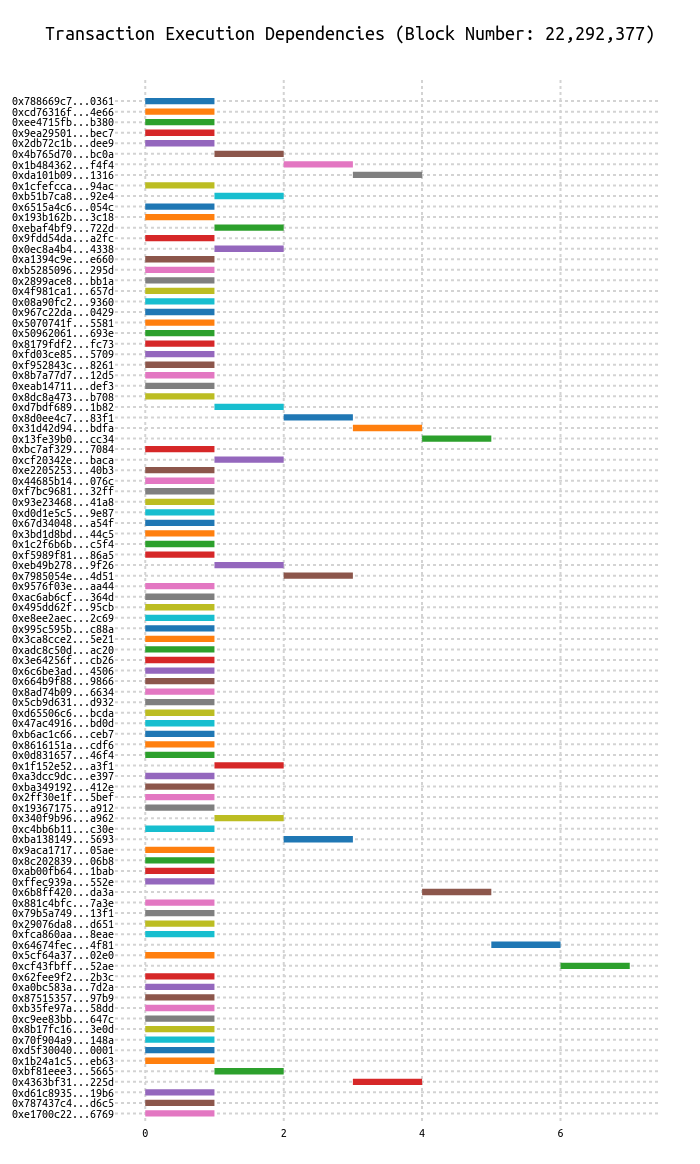 Transaction Execution Dependencies (Block Number: 22,292,377)
0x788669c7...0361
0xcd76316f...4e66
0xee4715fb...b380
0x9ea29501...bec7
0x2db72c1b...dee9
0x4b765d70...bc0a
0x1b484362...f4f4
0xda101b09...1316
0x1cfefcca...94ac
0xb51b7ca8...92e4
0x6515a4c6...054c
0x193b162b...3c18
0xebaf4bf9...722d
0x9fdd54da...a2fc
0x0ec8a4b4...4338
0xa1394c9e...e660
0xb5285096...295d
0x2899ace8...bb1a
0x4f981ca1...657d
0x08a90fc2...9360
0x967c22da...0429
0x5070741f...5581
0x50962061...693e
0x8179fdf2...fc73
0xfd03ce85...5709
0xf952843c...8261
0x8b7a77d7...12d5
0xeab14711...def3
0x8dc8a473...b708
0xd7bdf689...1b82
0x8d0ee4c7...83f1
0x31d42d94...bdfa
0x13fe39b0...cc34
0xbc7af329...7084
0xcf20342e...baca
0xe2205253...40b3
0x44685b14...076c
0xf7bc9681...32ff
0x93e23468...41a8
0xd0d1e5c5...9e87
0x67d34048...a54f
0x3bd1d8bd...44c5
0x1c2f6b6b...c5f4
0xf5989f81...86a5
0xeb49b278...9f26
0x7985054e...4d51
0x9576f03e...aa44
0xac6ab6cf...364d
0x495dd62f...95cb
0xe8ee2aec...2c69
0x995c595b...c88a
0x3ca8cce2...5e21
0xadc8c50d...ac20
0x3e64256f...cb26
0x6c6be3ad...4506
0x664b9f88...9866
0x8ad74b09...6634
0x5cb9d631...d932
0xd65506c6...bcda
0x47ac4916...bd0d
0xb6ac1c66...ceb7
0x8616151a...cdf6
0x0d831657...46f4
0x1f152e52...a3f1
0xa3dcc9dc...e397
0xba349192...412e
0x2ff30e1f...5bef
0x19367175...a912
0x340f9b96...a962
0xc4bb6b11...c30e
0xba138149...5693
0x9aca1717...05ae
0x8c202839...06b8
0xab00fb64...1bab
0xffec939a...552e
0x6b8ff420...da3a
0x881c4bfc...7a3e
0x79b5a749...13f1
0x29076da8...d651
0xfca860aa...8eae
0x64674fec...4f81
0x5cf64a37...02e0
0xcf43fbff...52ae
0x62fee9f2...2b3c
0xa0bc583a...7d2a
0x87515357...97b9
0xb35fe97a...58dd
0xc9ee83bb...647c
0x8b17fc16...3e0d
0x70f904a9...148a
0xd5f30040...0001
0x1b24a1c5...eb63
0xbf81eee3...5665
0x4363bf31...225d
0xd61c8935...19b6
0x787437c4...d6c5
0xe1700c22...6769
0 2 4 6